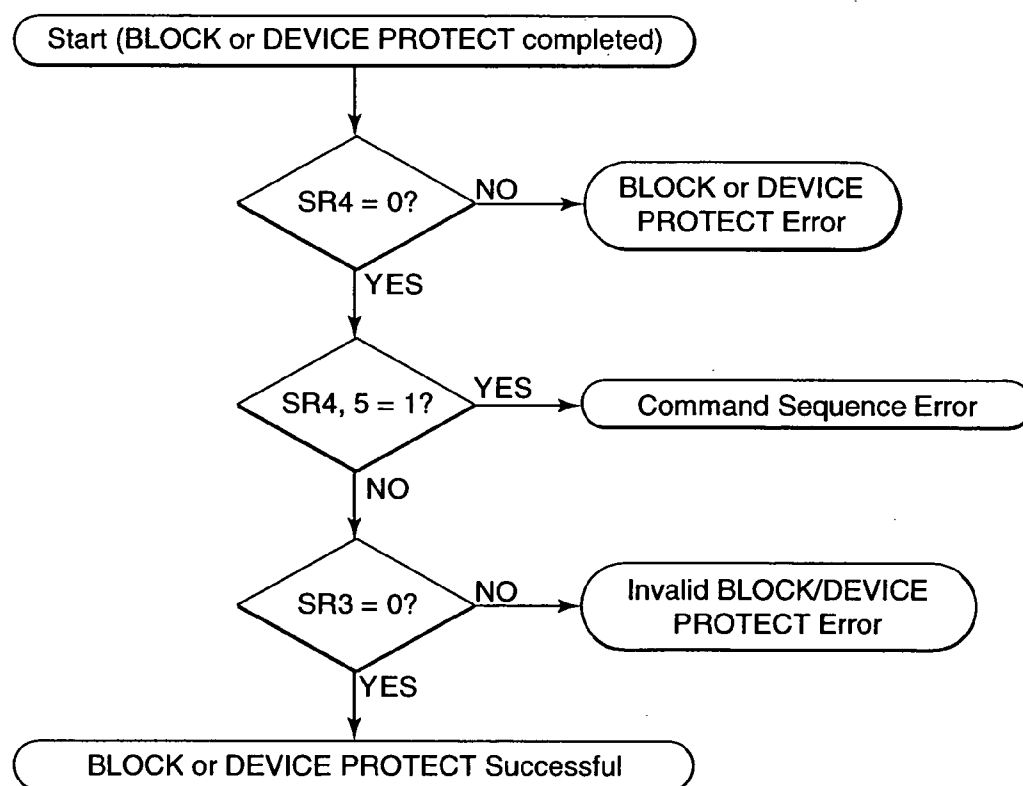 Start (BLOCK or DEVICE PROTECT completed)
SR4 = 0?
NO
BLOCK or DEVICE
PROTECT Error
YES
SR4, 5 = 1?
YES
Command Sequence Error
NO
SR3 = 0?
NO
Invalid BLOCK/DEVICE
PROTECT Error
YES
BLOCK or DEVICE PROTECT Successful